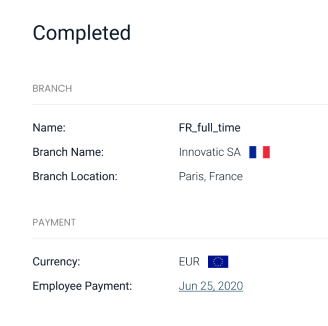 Completed
BRANCH
Name: FR_full_time
Branch Name: Innovatic SA
Branch Location: Paris, France
PAYMENT
Currency: EUR
Employee Payment: Jun 25, 2020